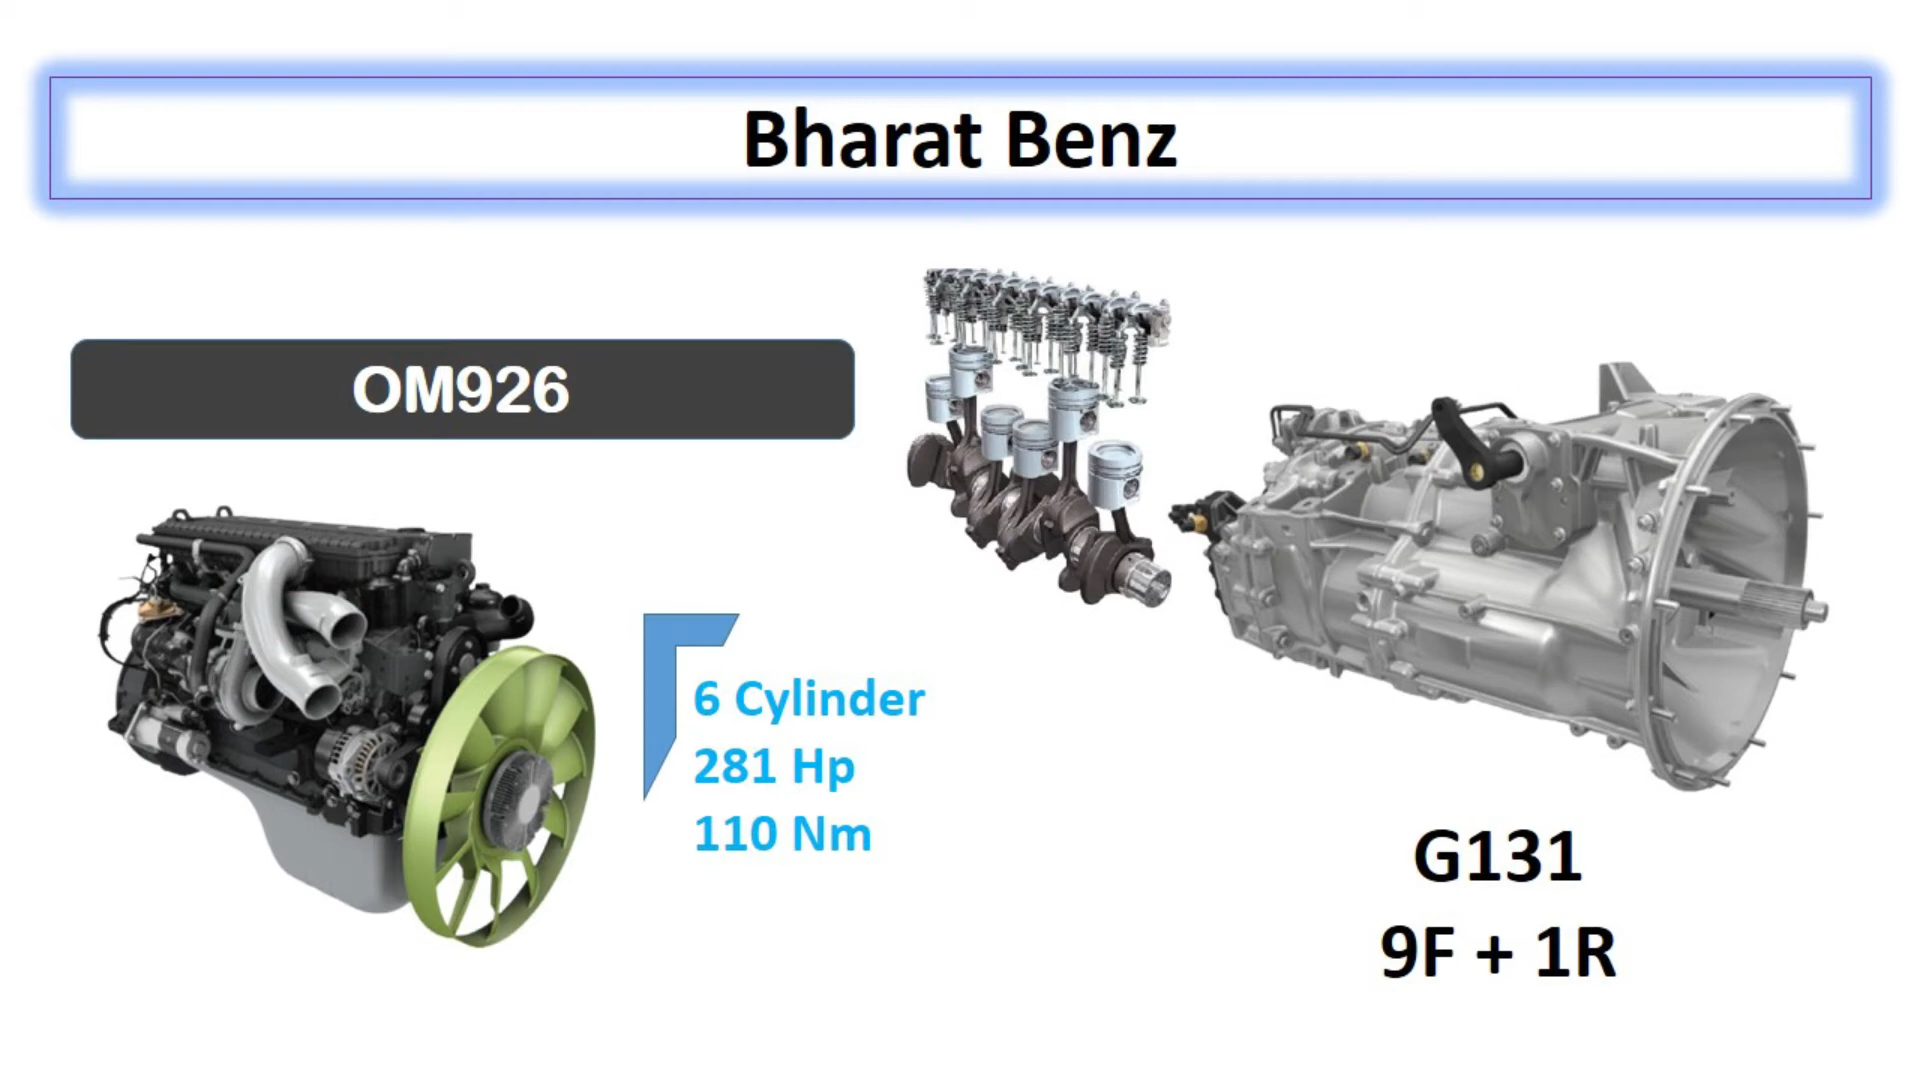 Bharat Benz
OM926
6 Cylinder
281 Hp
110 Nm
G131
9F + 1R